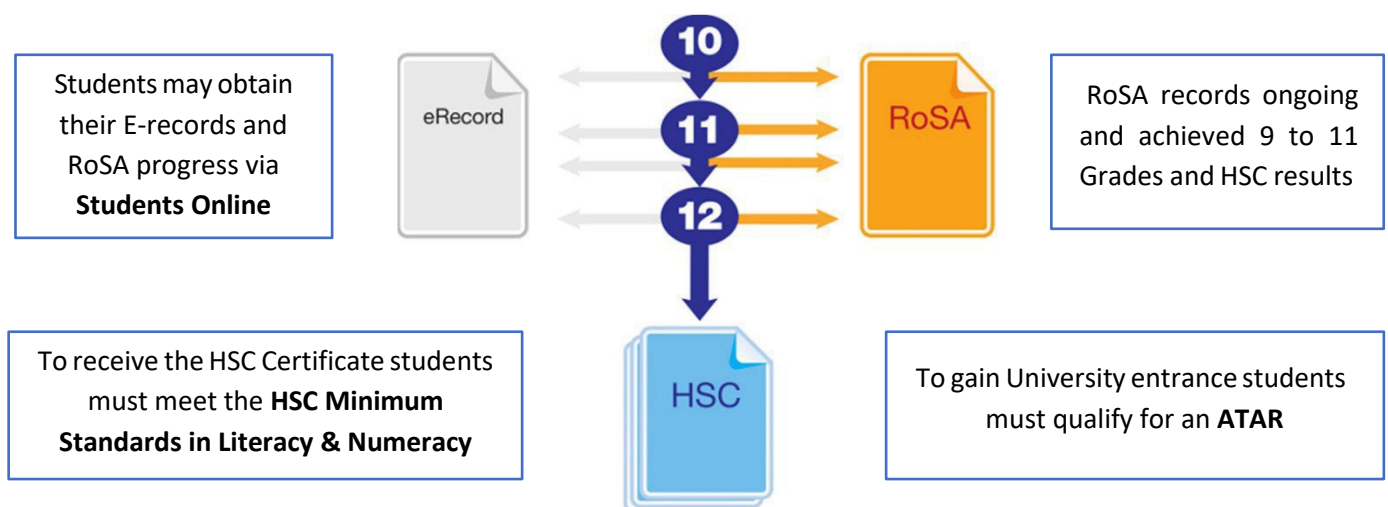 Students may obtain
their E-records and
RoSA progress via
Students Online
eRecord
10
11
12
RoSA
RoSA records ongoing
and achieved 9 to 11
Grades and HSC results
To receive the HSC Certificate students
must meet the HSC Minimum
Standards in Literacy & Numeracy
HSC
To gain University entrance students
must qualify for an ATAR